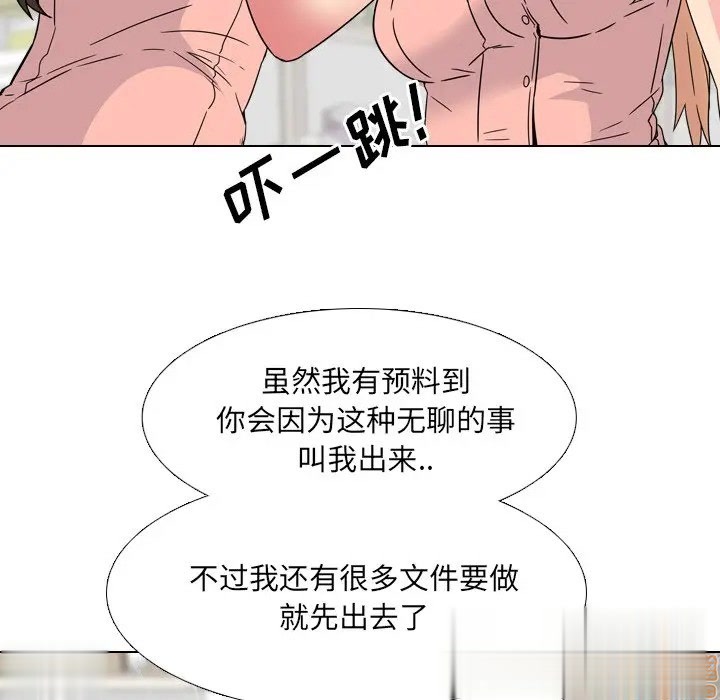 吓一跳!
虽然我有预料到
你会因为这种无聊的事
叫我出来..
不过我还有很多文件要做
就先出去了